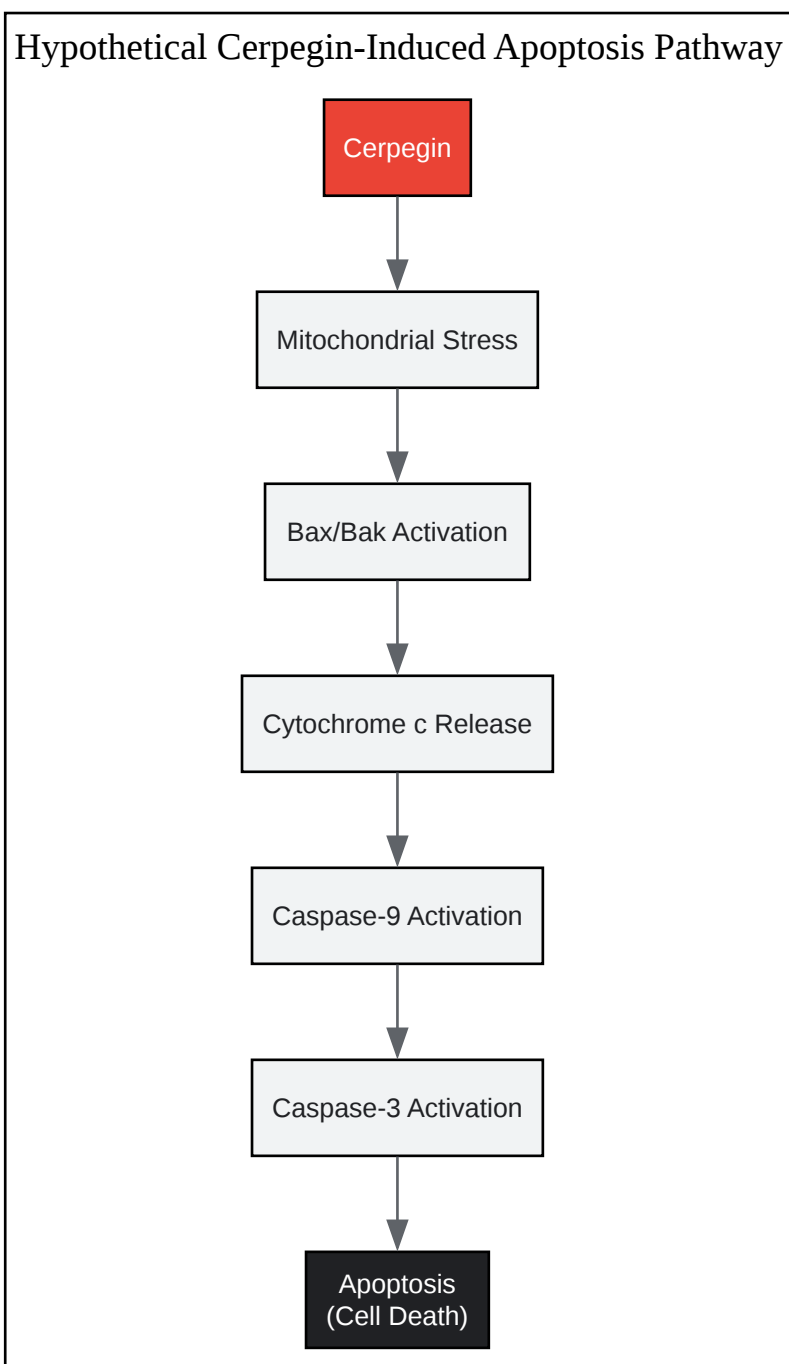 Hypothetical Cerpegin-Induced Apoptosis Pathway
Cerpegin
Mitochondrial Stress
Bax/Bak Activation
Cytochrome c Release
Caspase-9 Activation
Caspase-3 Activation
Apoptosis
(Cell Death)